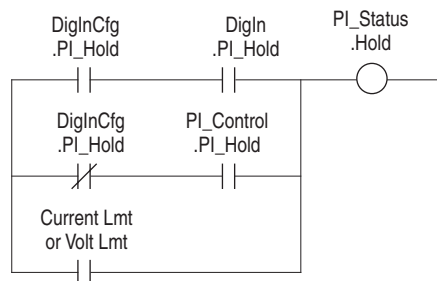 DigInCfg
.PI_Hold
DigIn
.PI_Hold
PI_Status
.Hold
DigInCfg
.PI_Hold
PI_Control
.PI_Hold
Current Lmt
or Volt Lmt